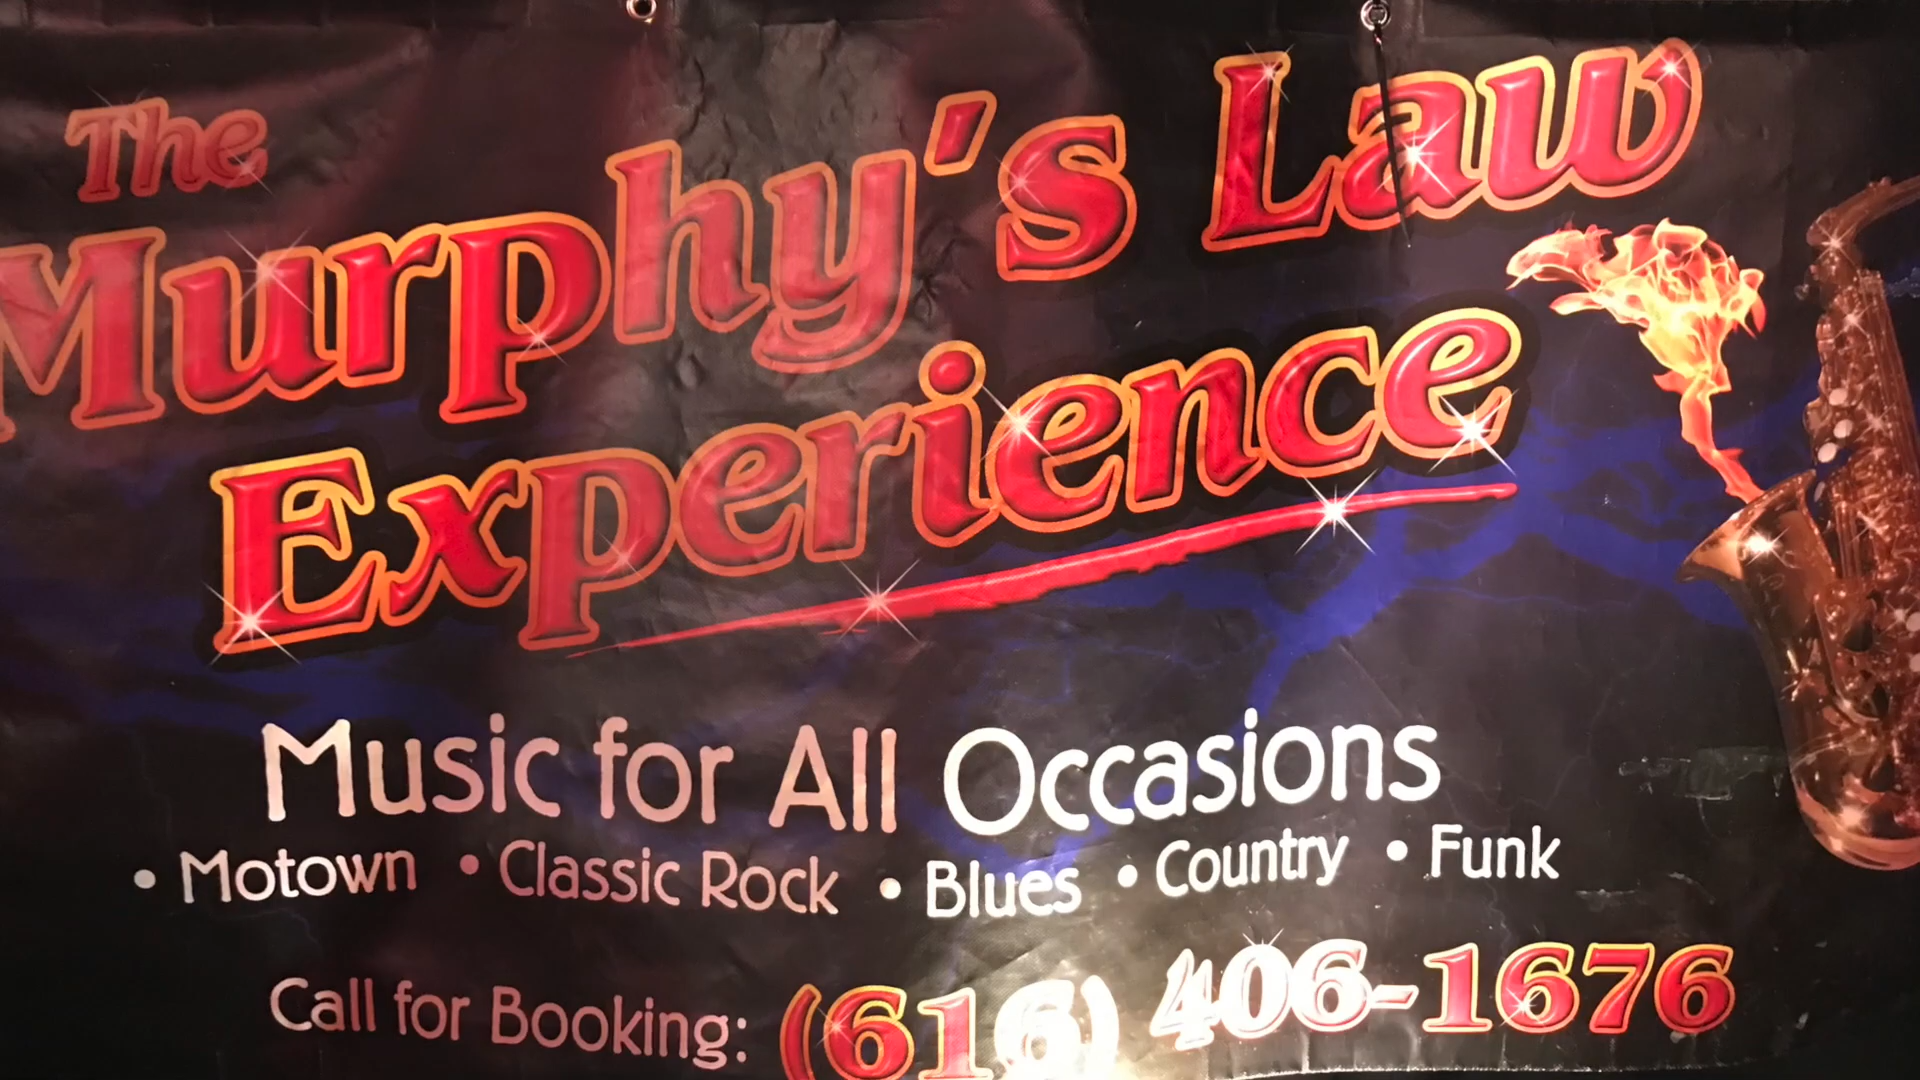 The
Murphy's Law
Experience
Music for All Occasions
• Motown • Classic Rock • Blues • Country • Funk
Call for Booking: (616) 406-1676